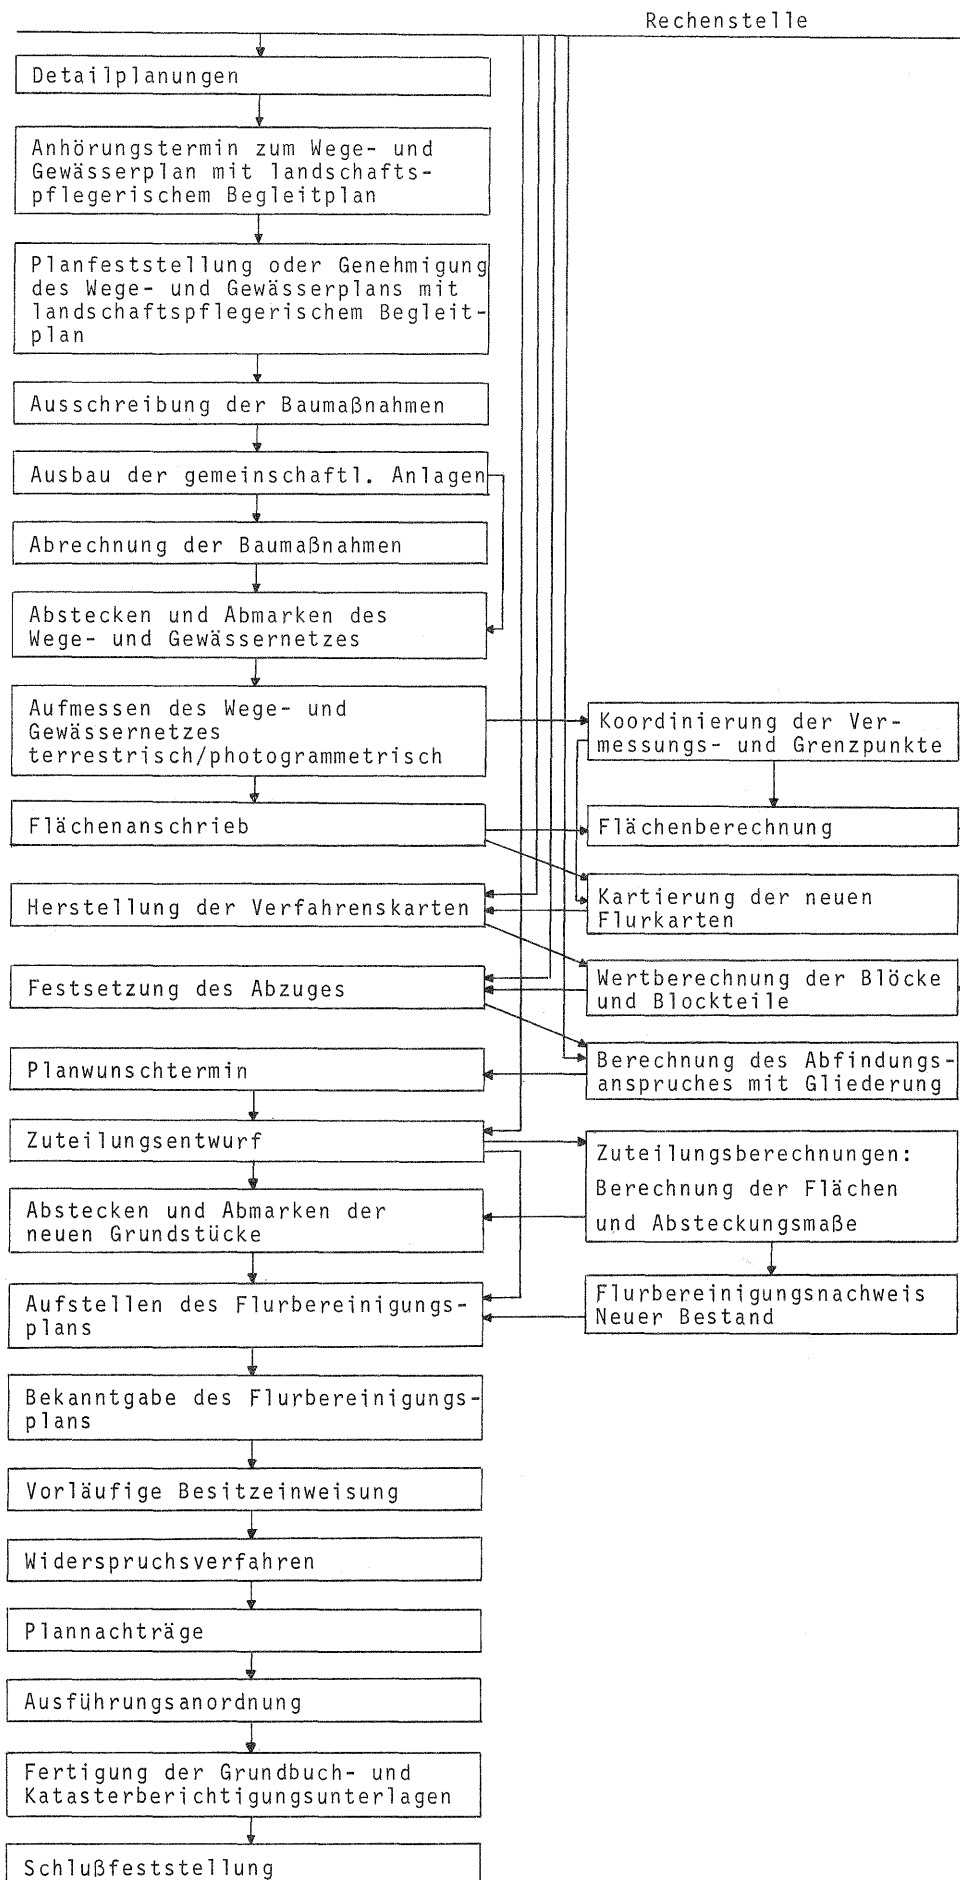 Rechenstelle
Detailplanungen
Anhörungstermin zum Wege- und
Gewässerplan mit landschafts-
pflegerischem Begleitplan
Planfeststellung oder Genehmigung
des Wege- und Gewässerplans mit
landschaftspflegerischem Begleit-
plan
Ausschreibung der Baumaßnahmen
Ausbau der gemeinschaftl. Anlagen
Abrechnung der Baumaßnahmen
Abstecken und Abmarken des
Wege- und Gewässernetzes
Aufmessen des Wege- und
Gewässernetzes
terrestrisch/photogrammetrisch
Koordinierung der Ver-
messungs- und Grenzpunkte
Flächenanschrieb
Flächenberechnung
Herstellung der Verfahrenskarten
Kartierung der neuen
Flurkarten
Festsetzung des Abzuges
Wertberechnung der Blöcke
und Blockteile
Planwunschtermin
Berechnung des Abfindungs-
anspruches mit Gliederung
Zuteilungsentwurf
Zuteilungsberechnungen:
Berechnung der Flächen
und Absteckungsmaße
Abstecken und Abmarken der
neuen Grundstücke
Aufstellen des Flurbereinigungs-
plans
Flurbereinigungsnachweis
Neuer Bestand
Bekanntgabe des Flurbereinigungs-
plans
Vorläufige Besitzeinweisung
Widerspruchsverfahren
Plannachträge
Ausführungsanordnung
Fertigung der Grundbuch- und
Katasterberichtigungsunterlagen
Schlußfeststellung